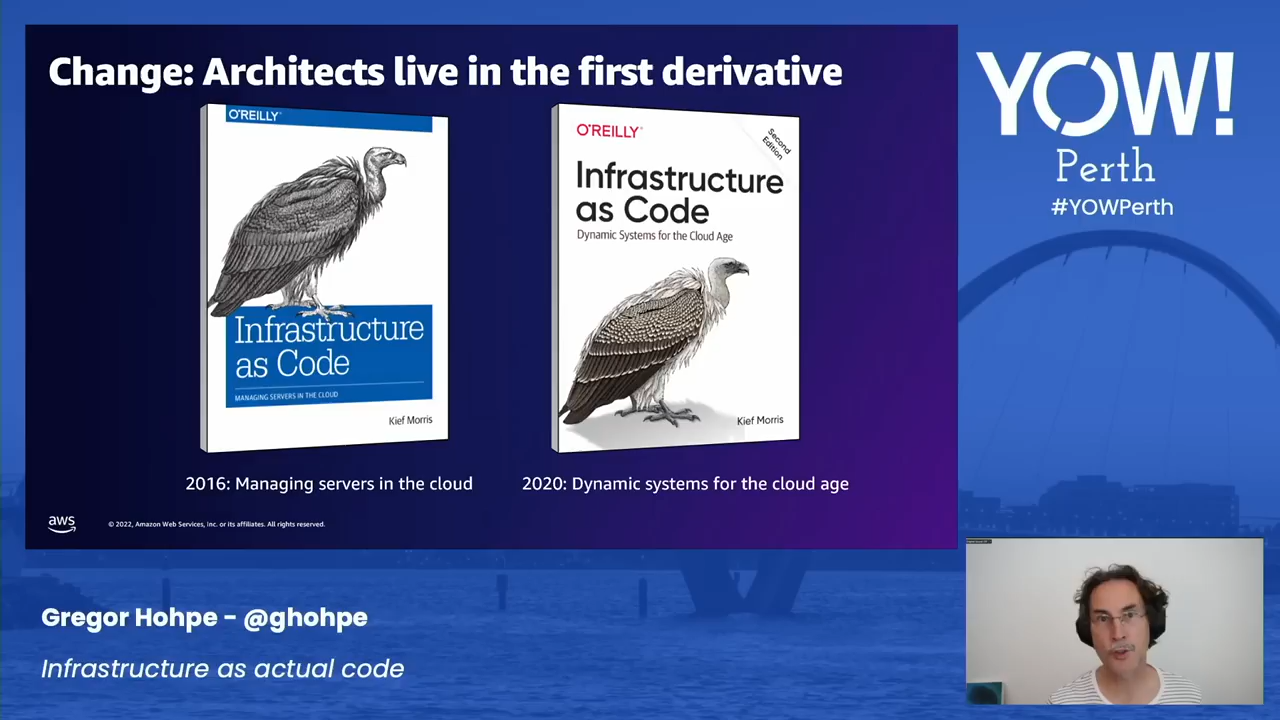 Change: Architects live in the first derivative
O'REILLY®
Infrastructure
as Code
MANAGING SERVERS IN THE CLOUD
Kief Morris
O'REILLY®
Second
Edition
Infrastructure
as Code
Dynamic Systems for the Cloud Age
Kief Morris
2016: Managing servers in the cloud
2020: Dynamic systems for the cloud age
aws
© 2022, Amazon Web Services, Inc. or its affiliates. All rights reserved.
YOW!
Perth
#YOWPerth
Gregor Hohpe - @ghohpe
Infrastructure as actual code